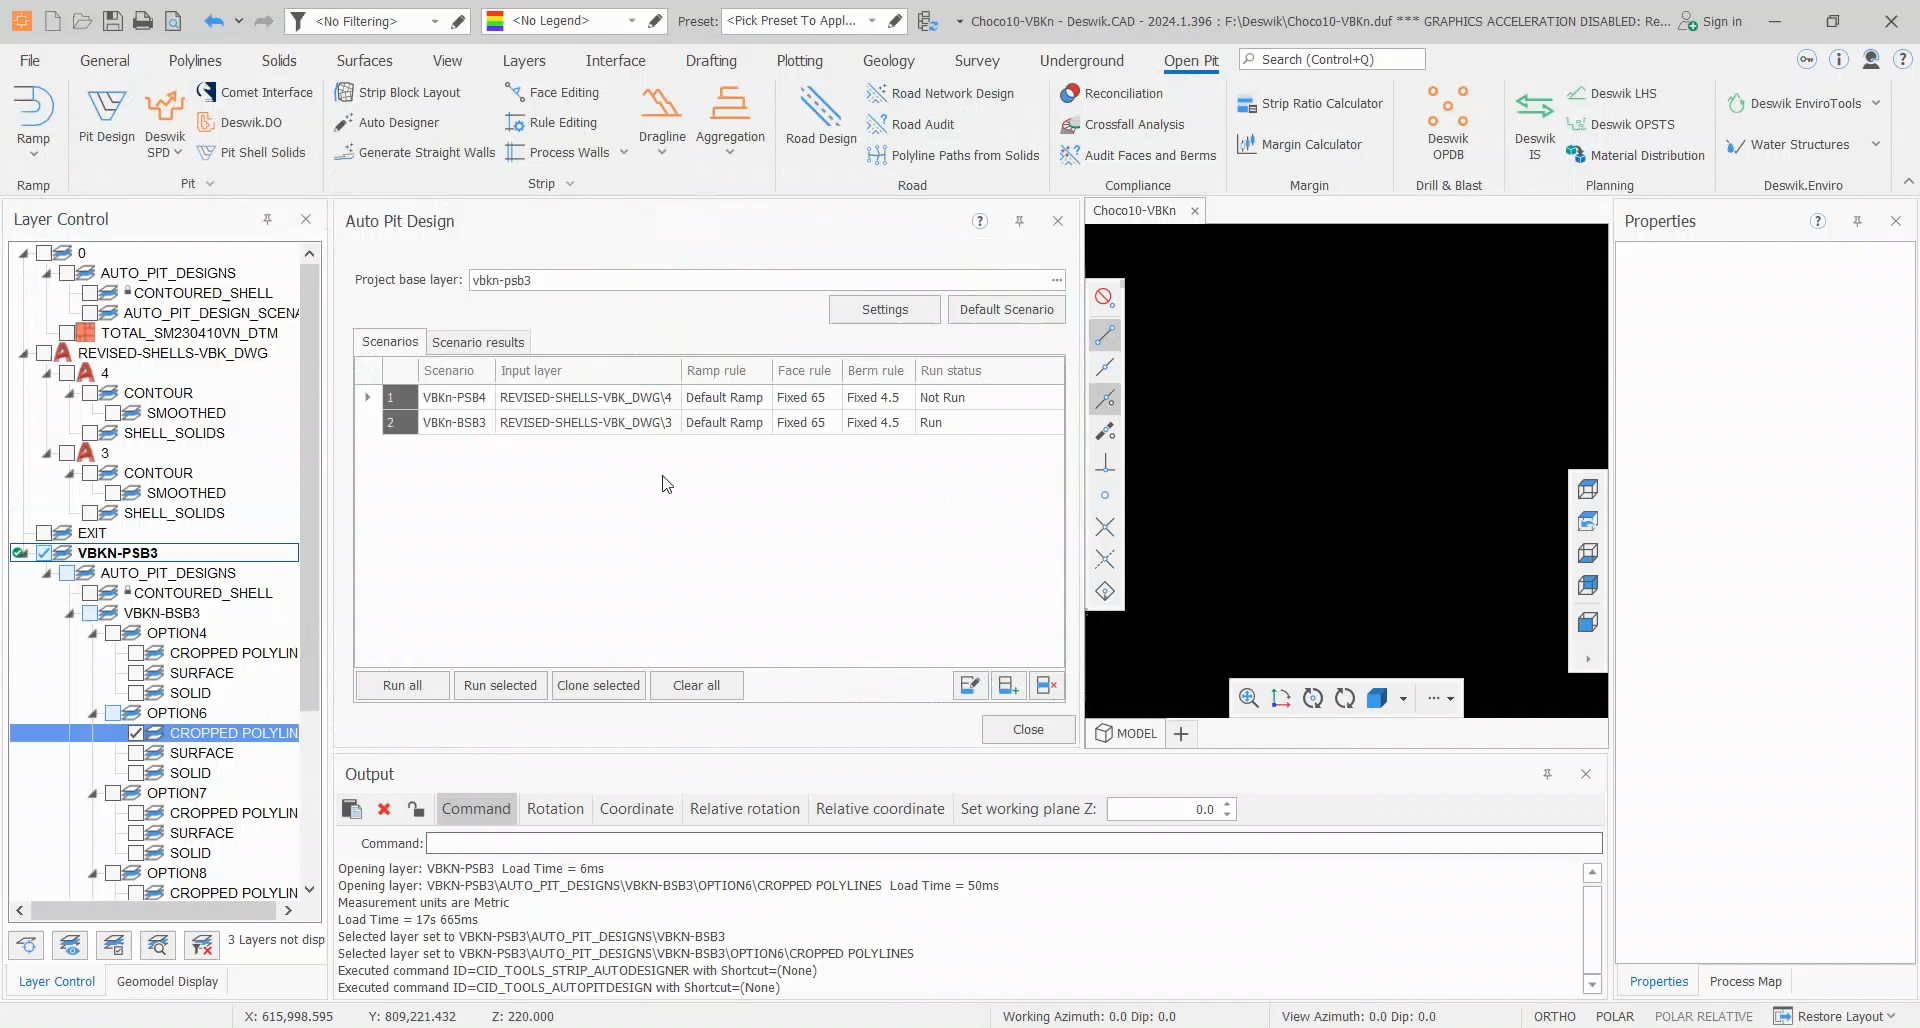 <No Filtering>
<No Legend>
Preset:
<Pick Preset To Appl...
Choco10-VBKn - Deswik.CAD - 2024.1.396 : F:\Deswik\Choco10-VBKn.duf *** GRAPHICS ACCELERATION DISABLED: Re...
Sign in
File
General
Polylines
Solids
Surfaces
View
Layers
Interface
Drafting
Plotting
Geology
Survey
Underground
Open Pit
Search (Control+Q)
Ramp
Ramp
Pit Design
Deswik
SPD
Comet Interface
Deswik.DO
Pit Shell Solids
Pit
Strip Block Layout
Auto Designer
Generate Straight Walls
Face Editing
Rule Editing
Process Walls
Dragline
Aggregation
Strip
Road Design
Road Network Design
Road Audit
Polyline Paths from Solids
Road
Reconciliation
Crossfall Analysis
Audit Faces and Berms
Compliance
Strip Ratio Calculator
Margin Calculator
Margin
Deswik
OPDB
Drill & Blast
Deswik
IS
Deswik LHS
Deswik OPSTS
Material Distribution
Planning
Deswik EnviroTools
Water Structures
Deswik.Enviro
Layer Control
0
AUTO_PIT_DESIGNS
CONTOURED_SHELL
AUTO_PIT_DESIGN_SCENA
TOTAL_SM230410VN_DTM
REVISED-SHELLS-VBK_DWG
4
CONTOUR
SMOOTHED
SHELL_SOLIDS
3
CONTOUR
SMOOTHED
SHELL_SOLIDS
EXIT
VBKN-PSB3
AUTO_PIT_DESIGNS
CONTOURED_SHELL
VBKN-BSB3
OPTION4
CROPPED POLYLIN
SURFACE
SOLID
OPTION6
CROPPED POLYLIN
SURFACE
SOLID
OPTION7
CROPPED POLYLIN
SURFACE
SOLID
OPTION8
CROPPED POLYLIN
3 Layers not disp
Layer Control
Geomodel Display
Auto Pit Design
Project base layer:
vbkn-psb3
...
Settings
Default Scenario
Scenarios
Scenario results
Scenario
Input layer
Ramp rule
Face rule
Berm rule
Run status
1
VBKn-PSB4
REVISED-SHELLS-VBK_DWG\4
Default Ramp
Fixed 65
Fixed 4.5
Not Run
2
VBKn-BSB3
REVISED-SHELLS-VBK_DWG\3
Default Ramp
Fixed 65
Fixed 4.5
Run
Run all
Run selected
Clone selected
Clear all
Close
Choco10-VBKn
MODEL
Properties
Properties
Process Map
Output
Command
Rotation
Coordinate
Relative rotation
Relative coordinate
Set working plane Z:
0.0
Command:
Opening layer: VBKN-PSB3 Load Time = 6ms
Opening layer: VBKN-PSB3\AUTO_PIT_DESIGNS\VBKN-BSB3\OPTION6\CROPPED POLYLINES Load Time = 50ms
Measurement units are Metric
Load Time = 17s 665ms
Selected layer set to VBKN-PSB3\AUTO_PIT_DESIGNS\VBKN-BSB3
Selected layer set to VBKN-PSB3\AUTO_PIT_DESIGNS\VBKN-BSB3\OPTION6\CROPPED POLYLINES
Executed command ID=CID_TOOLS_STRIP_AUTODESIGNER with Shortcut=(None)
Executed command ID=CID_TOOLS_AUTOPITDESIGN with Shortcut=(None)
X: 615,998.595
Y: 809,221.432
Z: 220.000
Working Azimuth: 0.0 Dip: 0.0
View Azimuth: 0.0 Dip: 0.0
ORTHO
POLAR
POLAR RELATIVE
Restore Layout